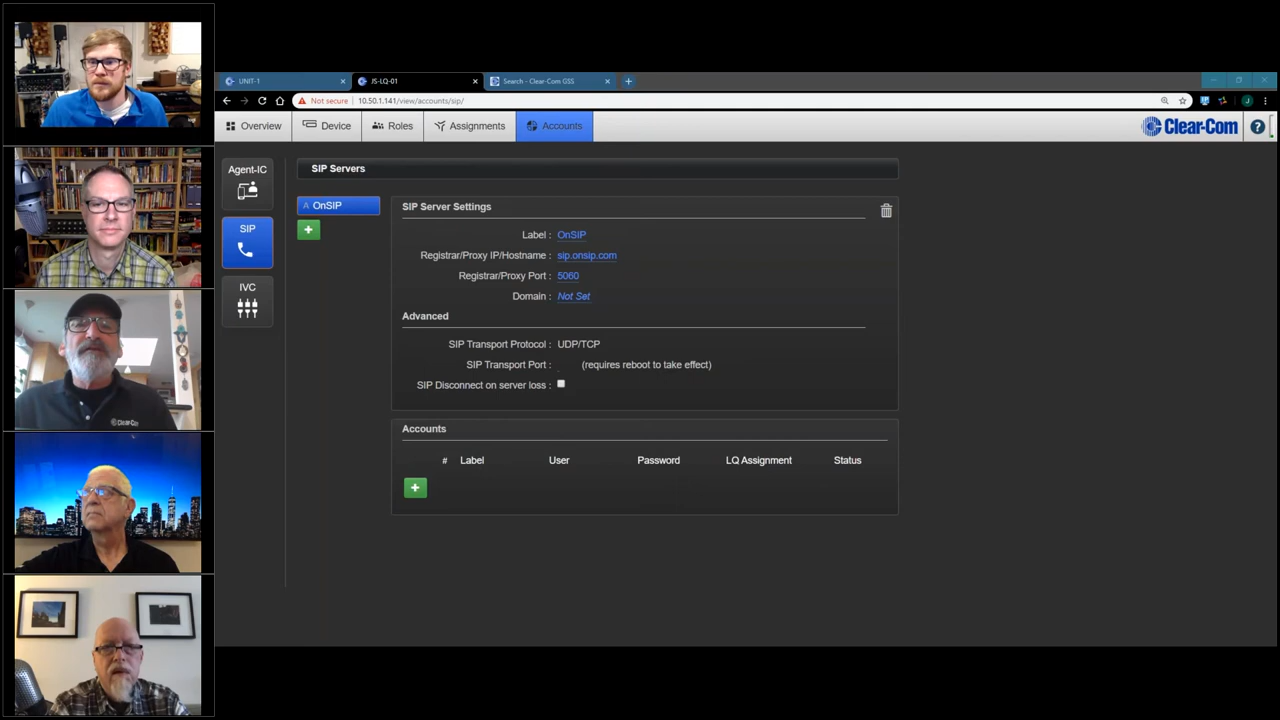 UNIT-1
JS-LQ-01
Search - Clear-Com GSS
Not secure | 10.50.1.141/view/accounts/sip/
J
Overview
Device
Roles
Assignments
Accounts
Clear-Com
?
Agent-IC
SIP
IVC
SIP Servers
A OnSIP
SIP Server Settings
Label : OnSIP
Registrar/Proxy IP/Hostname : sip.onsip.com
Registrar/Proxy Port : 5060
Domain : Not Set
Advanced
SIP Transport Protocol : UDP/TCP
SIP Transport Port : (requires reboot to take effect)
SIP Disconnect on server loss :
Accounts
# Label User Password LQ Assignment Status
Clear-Com